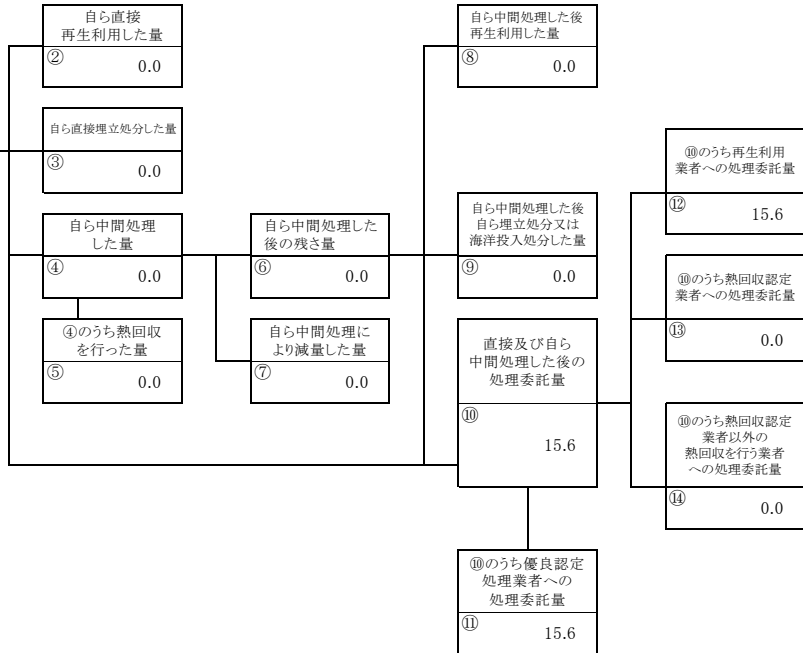 自ら直接
再生利用した量
②
0.0
自ら直接埋立処分した量
③
0.0
自ら中間処理
した量
④
0.0
④のうち熱回収
を行った量
⑤
0.0
自ら中間処理した
後の残さ量
⑥
0.0
自ら中間処理に
より減量した量
⑦
0.0
自ら中間処理した後
再生利用した量
⑧
0.0
自ら中間処理した後
自ら埋立処分又は
海洋投入処分した量
⑨
0.0
直接及び自ら
中間処理した後の
処理委託量
⑩
15.6
⑩のうち優良認定
処理業者への
処理委託量
⑪
15.6
⑩のうち再生利用
業者への処理委託量
⑫
15.6
⑩のうち熱回収認定
業者への処理委託量
⑬
0.0
⑩のうち熱回収認定
業者以外の
熱回収を行う業者
への処理委託量
⑭
0.0